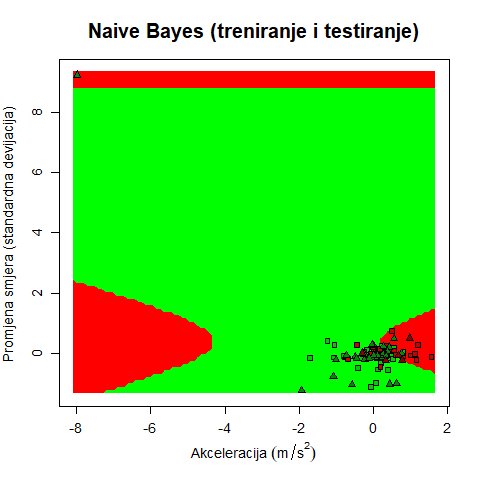 Naive Bayes (treniranje i testiranje)
Promjena smjera (standardna devijacija)
8
6
4
2
0
-8 -6 -4 -2 0 2
Akceleracija (m/s²)